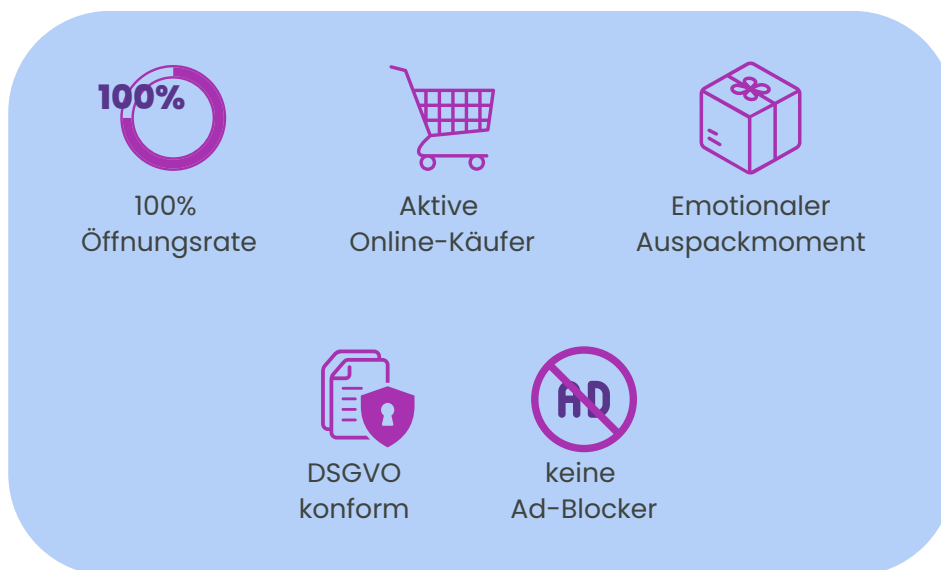 100%
100%
Öffnungsrate
Aktive
Online-Käufer
Emotionaler
Auspackmoment
DSGVO
konform
AD
keine
Ad-Blocker